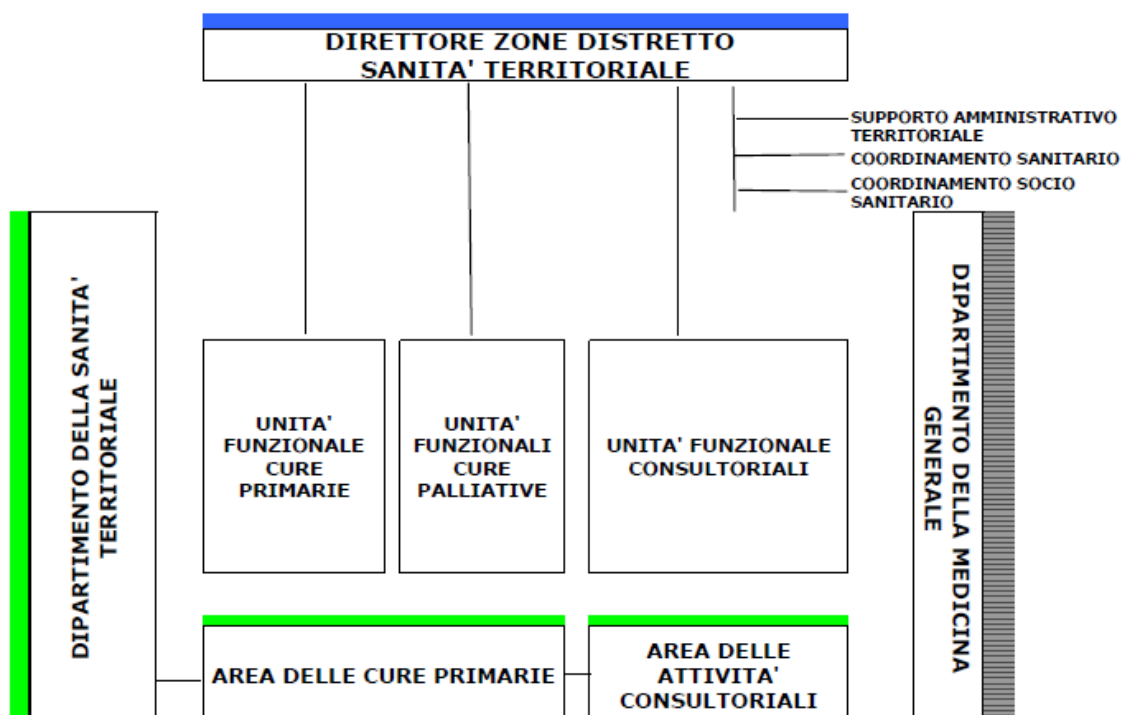 DIRETTORE ZONE DISTRETTO
SANITA' TERRITORIALE
SUPPORTO AMMINISTRATIVO
TERRITORIALE
COORDINAMENTO SANITARIO
COORDINAMENTO SOCIO
SANITARIO
DIPARTIMENTO DELLA SANITA'
TERRITORIALE
UNITA'
FUNZIONALE
CURE
PRIMARIE
UNITA'
FUNZIONALI
CURE
PALLIATIVE
UNITA' FUNZIONALE
CONSULTORIALI
DIPARTIMENTO DELLA MEDICINA
GENERALE
AREA DELLE CURE PRIMARIE
AREA DELLE
ATTIVITA'
CONSULTORIALI